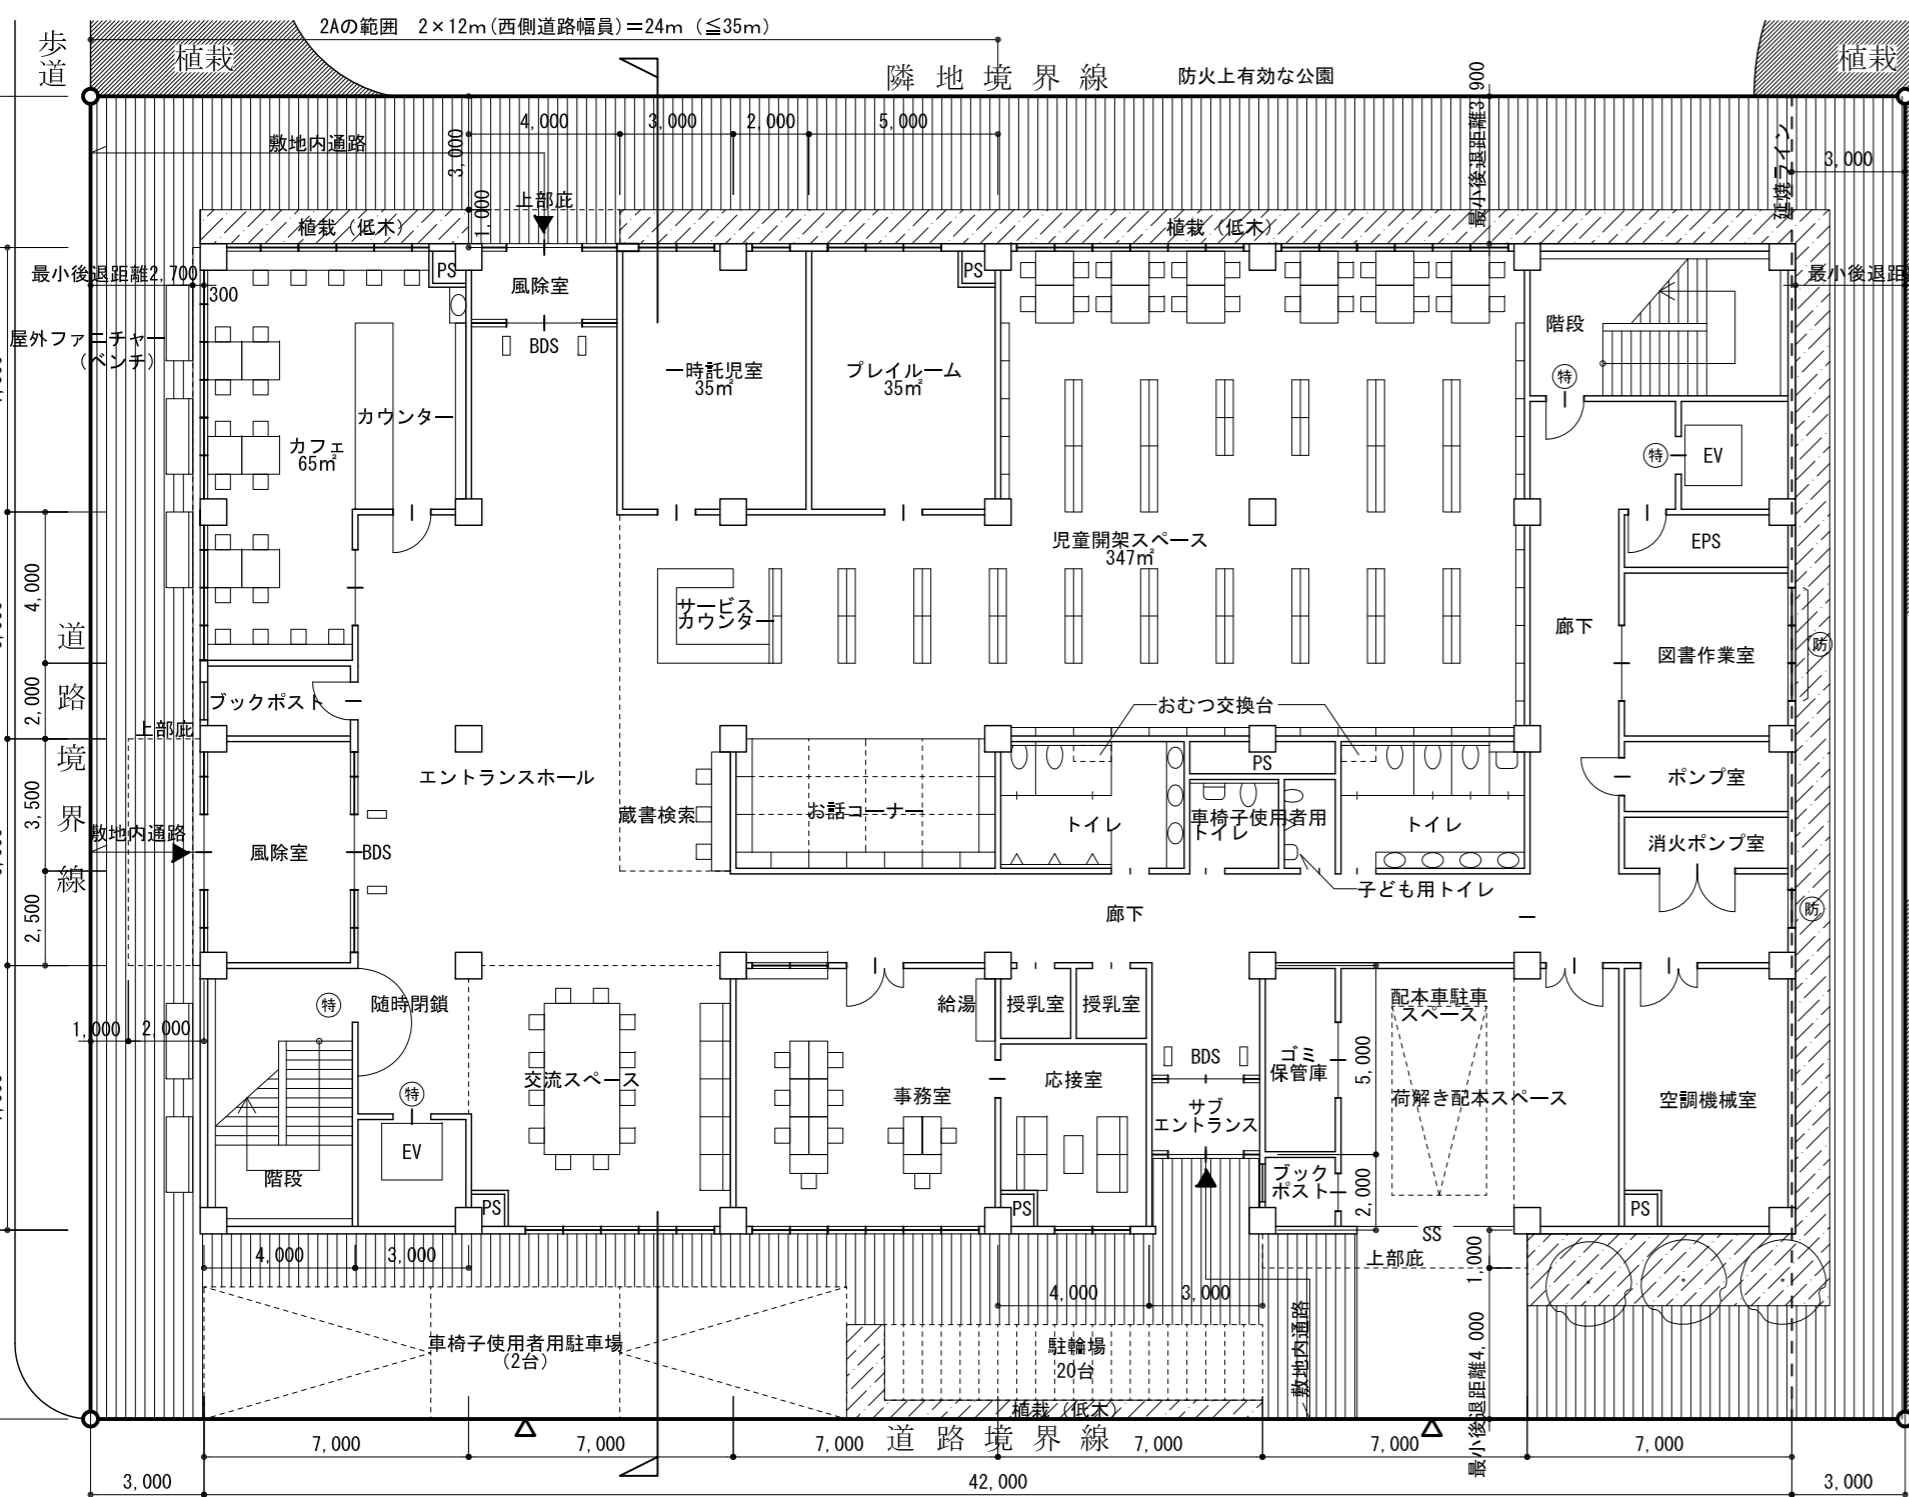 2Aの範囲　2×12m(西側道路幅員)=24m (≦35m)
歩道
植栽
隣地境界線
防火上有効な公園
植栽
最小後退距離3,900
延焼ライン
3,000
4,000
3,000
2,000
5,000
3,000
敷地内通路
上部庇
1,000
植栽（低木）
植栽（低木）
最小後退距離2,700
300
PS
風除室
PS
屋外ファニチャー
（ベンチ）
BDS
階段
特
一時託児室
35㎡
プレイルーム
35㎡
カウンター
カフェ
65㎡
特
EV
児童開架スペース
347㎡
EPS
サービス
カウンター
廊下
図書作業室
防
4,000
2,000
3,500
2,500
道路境界線
ブックポスト
上部庇
おむつ交換台
エントランスホール
PS
ポンプ室
蔵書検索
お話コーナー
トイレ
車椅子使用者用
トイレ
トイレ
敷地内通路
風除室
BDS
消火ポンプ室
子ども用トイレ
廊下
防
特
随時閉鎖
給湯
授乳室
授乳室
配本車駐車
スペース
1,000
2,000
BDS
ゴミ
保管庫
5,000
交流スペース
事務室
応接室
サブ
エントランス
荷解き配本スペース
空調機械室
特
EV
階段
PS
PS
ブック
ポスト
2,000
PS
SS
上部庇
1,000
4,000
3,000
4,000
3,000
敷地内通路
最小後退距離4,000
車椅子使用者用駐車場
(2台)
駐輪場
20台
植栽（低木）
道路境界線
7,000
7,000
7,000
7,000
7,000
7,000
3,000
42,000
3,000